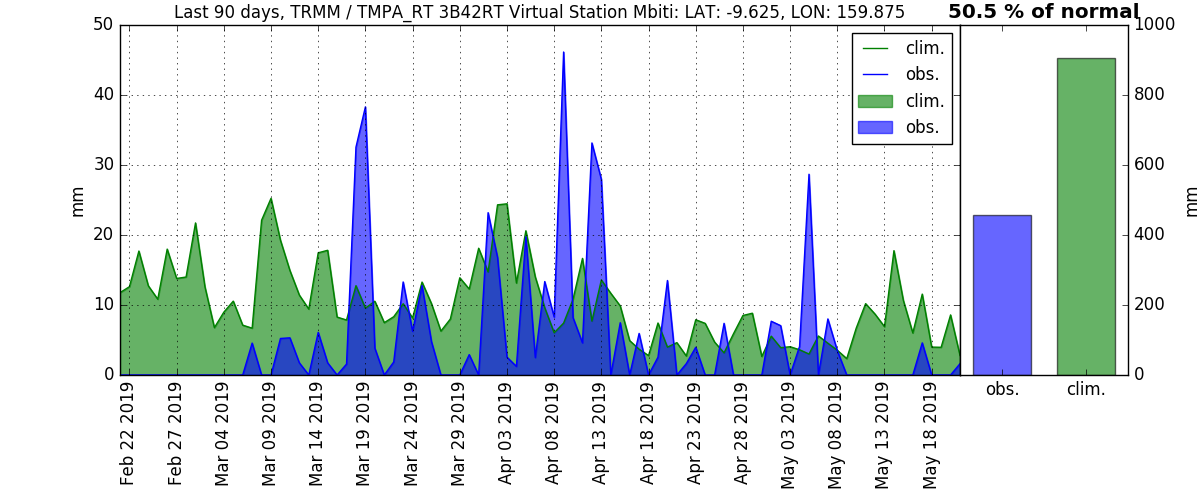 Last 90 days, TRMM / TMPA_RT 3B42RT Virtual Station Mbiti: LAT: -9.625, LON: 159.875
50.5 % of normal
50
40
30
20
10
0
mm
clim.
obs.
clim.
obs.
1000
800
600
400
200
0
mm
Feb 22 2019
Feb 27 2019
Mar 04 2019
Mar 09 2019
Mar 14 2019
Mar 19 2019
Mar 24 2019
Mar 29 2019
Apr 03 2019
Apr 08 2019
Apr 13 2019
Apr 18 2019
Apr 23 2019
Apr 28 2019
May 03 2019
May 08 2019
May 13 2019
May 18 2019
obs.
clim.